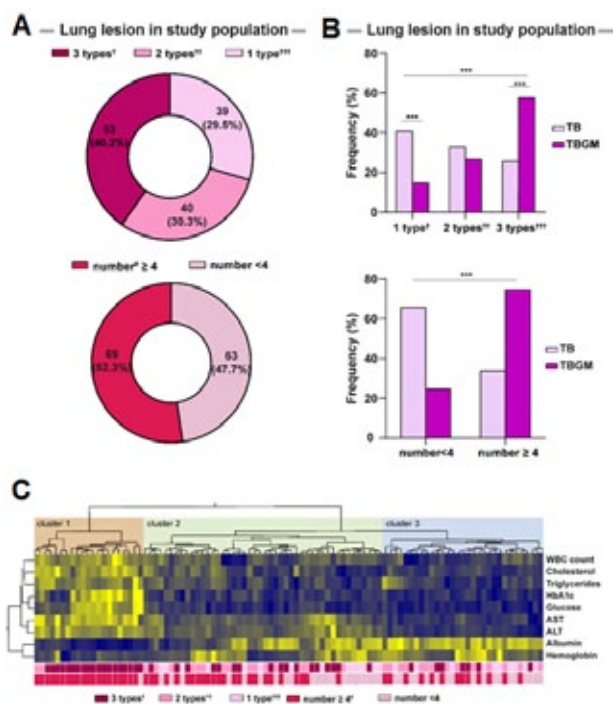 A
Lung lesion in study population
3 types† 2 types†† 1 type†††
39
(29.5%)
53
(40.2%)
40
(30.3%)
number# ≥ 4 number <4
69
(52.3%)
63
(47.7%)
B
Lung lesion in study population
Frequency (%)
80
60
40
20
0
***
***
***
TB
TBGM
1 type† 2 types†† 3 types†††
Frequency (%)
80
60
40
20
0
***
TB
TBGM
number<4 number ≥ 4
C
cluster 1 cluster 2 cluster 3
WBC count
Cholesterol
Triglycerides
HbA1c
Glucose
AST
ALT
Albumin
Hemoglobin
3 types† 2 types†† 1 type††† number ≥ 4# number <4